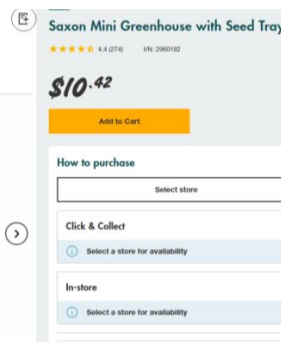 Saxon Mini Greenhouse with Seed Tray
4.4 (274) I/N: 2960182
$10.42
Add to Cart
How to purchase
Select store
Click & Collect
Select a store for availability
In-store
Select a store for availability